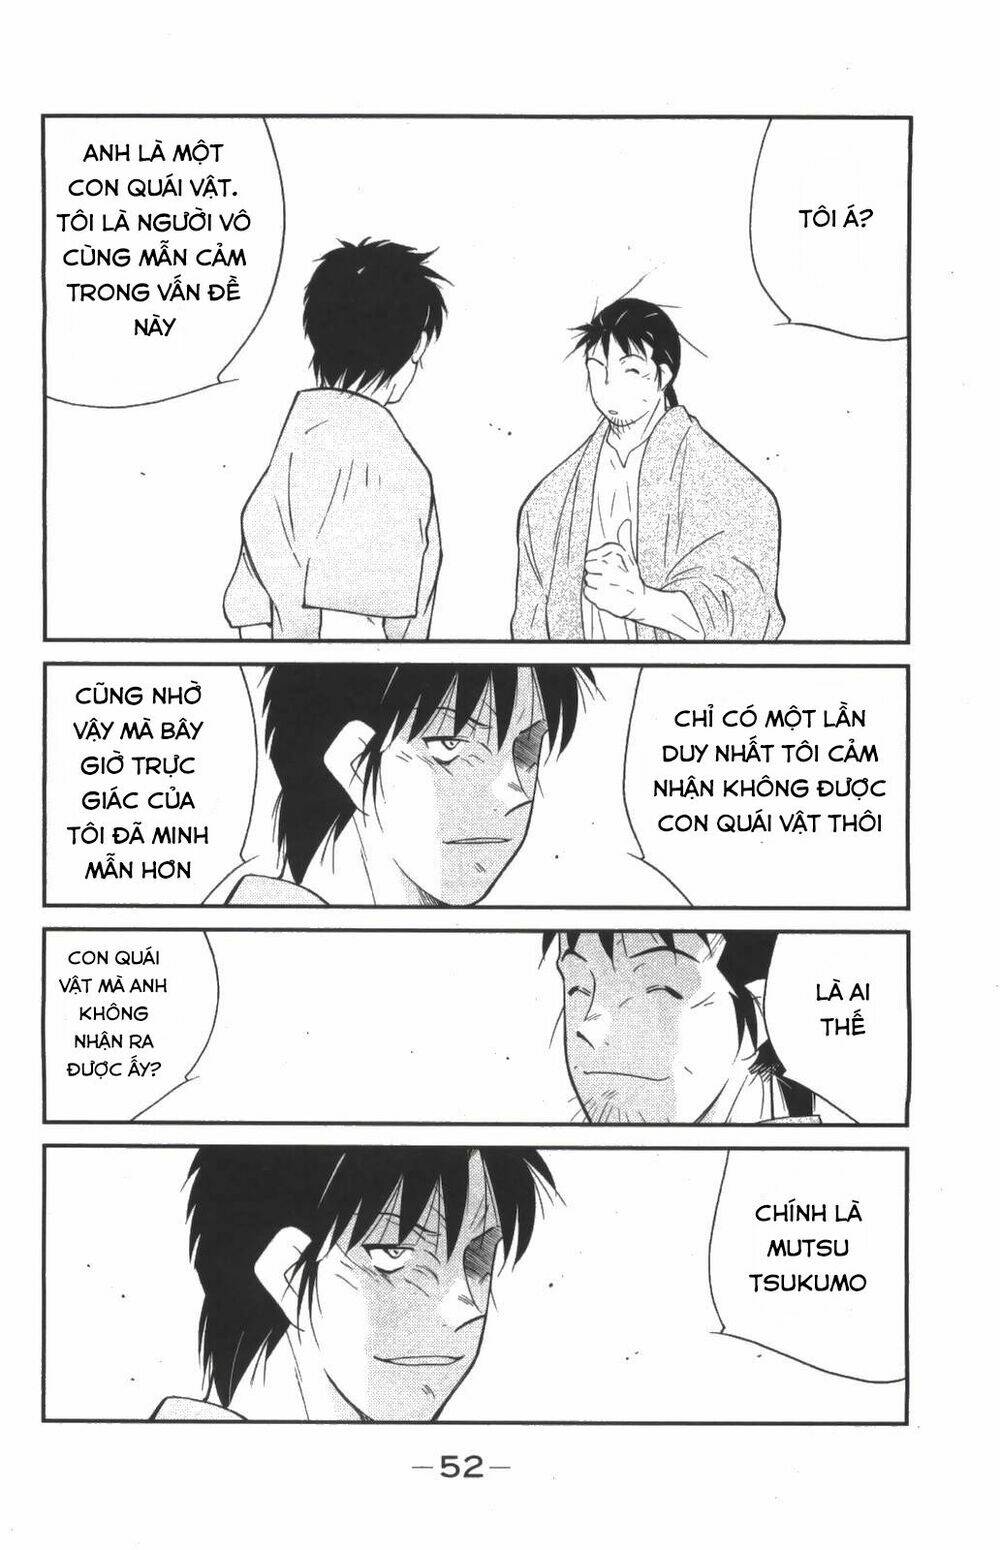 TÔI Á?
ANH LÀ MỘT
CON QUÁI VẬT.
TÔI LÀ NGƯỜI VÔ
CÙNG MẪN CẢM
TRONG VẤN ĐỀ
NÀY
CHỈ CÓ MỘT LẦN
DUY NHẤT TÔI CẢM
NHẬN KHÔNG ĐƯỢC
CON QUÁI VẬT THÔI
CŨNG NHỜ
VẬY MÀ BÂY
GIỜ TRỰC
GIÁC CỦA
TÔI ĐÃ MINH
MẪN HƠN
LÀ AI
THẾ
CON QUÁI
VẬT MÀ ANH
KHÔNG
NHẬN RA
ĐƯỢC ẤY?
CHÍNH LÀ
MUTSU
TSUKUMO
—52—